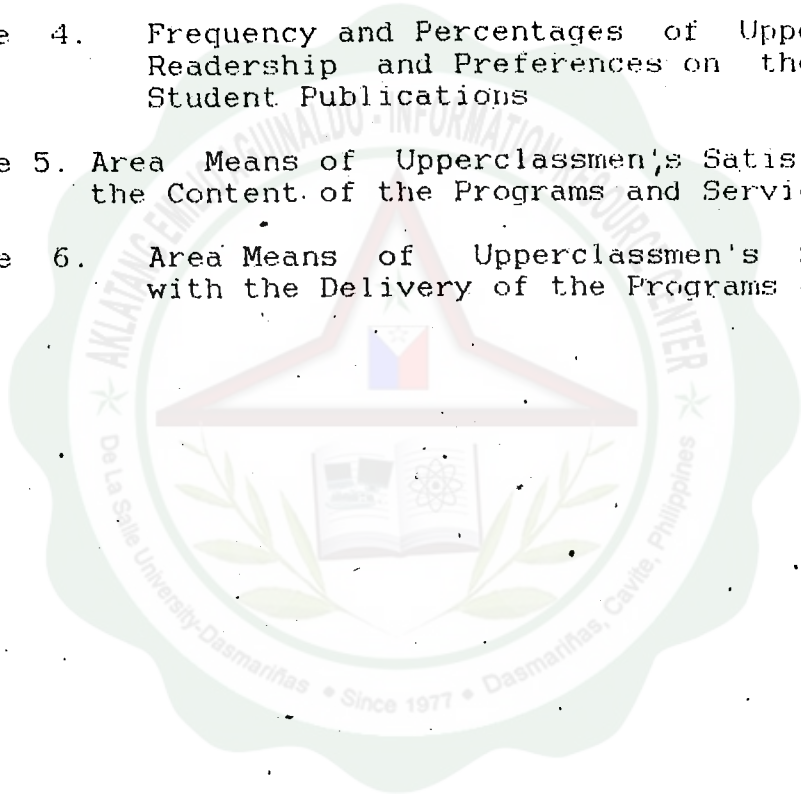 e 4. Frequency and Percentages of Uppe
Readership and Preferences on the
Student Publications
e 5. Area Means of Upperclassmen's Satis
the Content of the Programs and Servi
e 6. Area Means of Upperclassmen's S
with the Delivery of the Programs
AKLATANG EMILIO AGUINALDO - INFORMATION RESOURCE CENTER
De La Salle University-Dasmariñas • Since 1977 • Dasmariñas, Cavite, Philippines